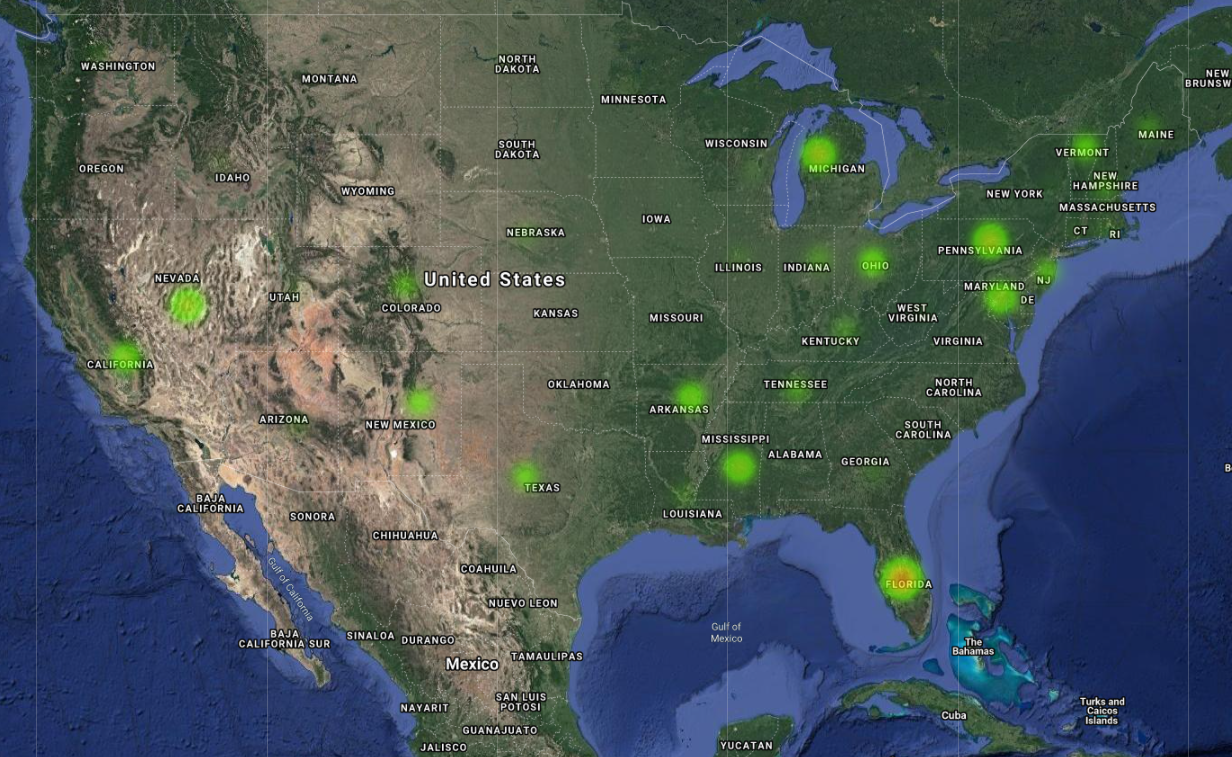 WASHINGTON
MONTANA
NORTH
DAKOTA
MINNESOTA
NEW
BRUNSW
OREGON
IDAHO
SOUTH
DAKOTA
WISCONSIN
MICHIGAN
MAINE
VERMONT
WYOMING
NEW
HAMPSHIRE
NEW YORK
MASSACHUSETTS
IOWA
NEBRASKA
CT
RI
PENNSYLVANIA
NEVADA
United States
ILLINOIS
INDIANA
OHIO
NJ
UTAH
COLORADO
KANSAS
MISSOURI
WEST
VIRGINIA
MARYLAND
DE
KENTUCKY
VIRGINIA
CALIFORNIA
OKLAHOMA
TENNESSEE
NORTH
CAROLINA
ARIZONA
NEW MEXICO
ARKANSAS
SOUTH
CAROLINA
MISSISSIPPI
ALABAMA
GEORGIA
B
TEXAS
BAJA
CALIFORNIA
SONORA
LOUISIANA
CHIHUAHUA
COAHUILA
Gulf of California
FLORIDA
NUEVO LEON
Gulf of
Mexico
BAJA
CALIFORNIA SUR
SINALOA
DURANGO
The
Bahamas
TAMAULIPAS
Mexico
NAYARIT
SAN LUIS
POTOSI
Turks and
Caicos
Islands
Cuba
GUANAJUATO
JALISCO
YUCATAN